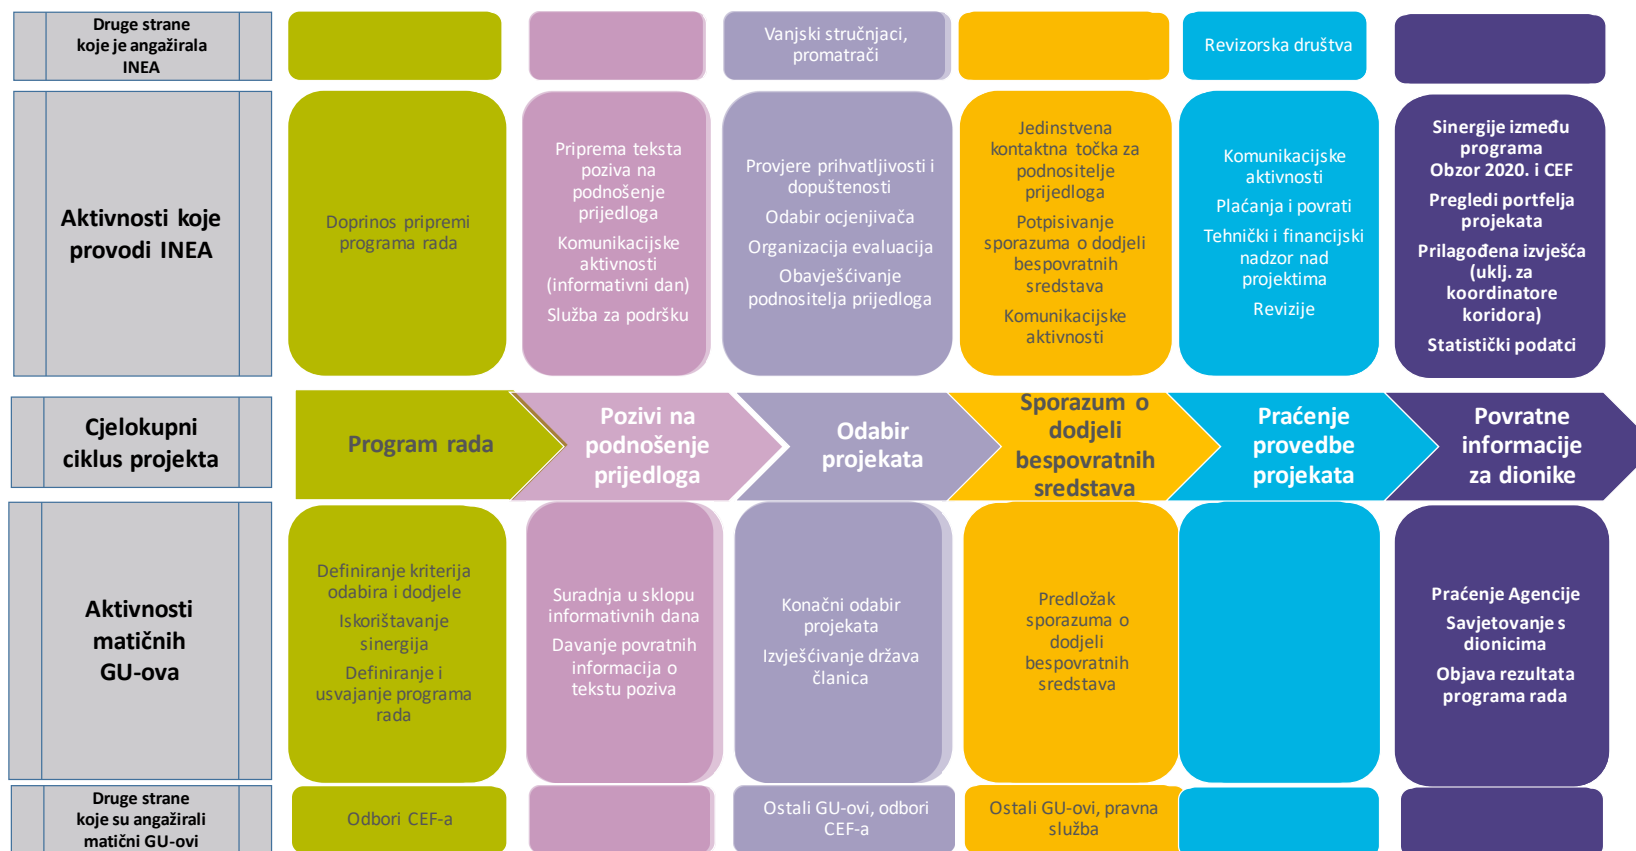 Druge strane
koje je angažirala
INEA
Vanjski stručnjaci,
promatrači
Revizorska društva
Aktivnosti koje
provodi INEA
Doprinos pripremi
programa rada
Priprema teksta
poziva na
podnošenje
prijedloga
Komunikacijske
aktivnosti
(informativni dan)
Služba za podršku
Provjere prihvatljivosti i
dopuštenosti
Odabir ocjenjivača
Organizacija evaluacija
Obavješćivanje
podnositelja prijedloga
Jedinstvena
kontaktna točka za
podnositelje
prijedloga
Potpisivanje
sporazuma o dodjeli
bespovratnih
sredstava
Komunikacijske
aktivnosti
Komunikacijske
aktivnosti
Plaćanja i povrati
Tehnički i financijski
nadzor nad
projektima
Revizije
Sinergije između
programa
Obzor 2020. i CEF
Pregledi portfelja
projekata
Prilagođena izvješća
(uklj. za
koordinatore
koridora)
Statistički podatci
Cjelokupni
ciklus projekta
Program rada
Pozivi na
podnošenje
prijedloga
Odabir
projekata
Sporazum o
dodjeli
bespovratnih
sredstava
Praćenje
provedbe
projekata
Povratne
informacije
za dionike
Aktivnosti
matičnih
GU-ova
Definiranje kriterija
odabira i dodjele
Iskorištavanje
sinergija
Definiranje i
usvajanje programa
rada
Suradnja u sklopu
informativnih dana
Davanje povratnih
informacija o
tekstu poziva
Konačni odabir
projekata
Izvješćivanje država
članica
Predložak
sporazuma o
dodjeli
bespovratnih
sredstava
Praćenje Agencije
Savjetovanje s
dionicima
Objava rezultata
programa rada
Druge strane
koje su angažirali
matični GU-ovi
Odbori CEF-a
Ostali GU-ovi, odbori
CEF-a
Ostali GU-ovi, pravna
služba